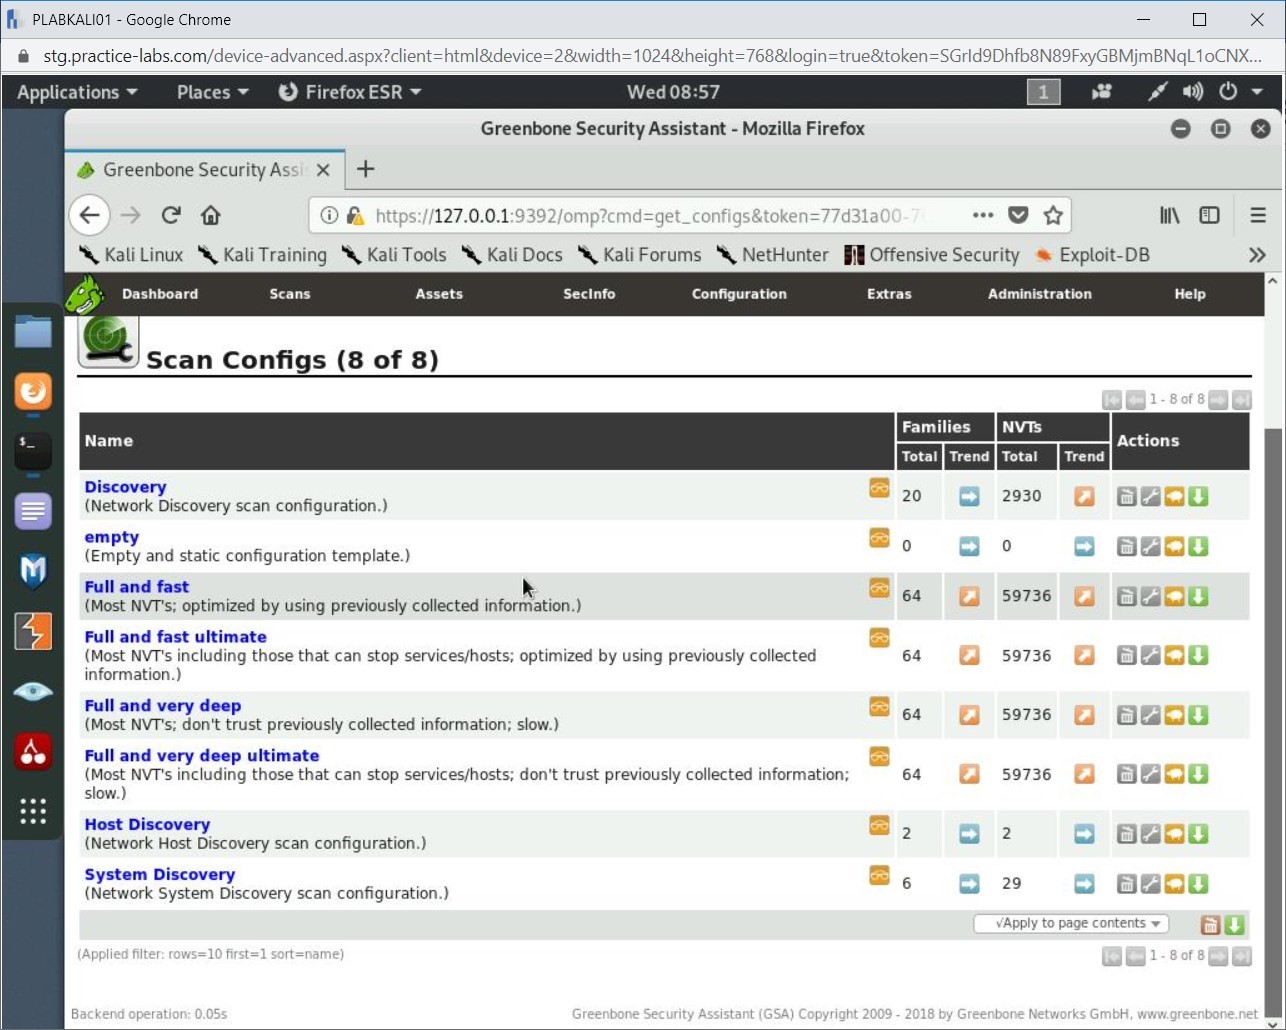 PLABKALI01 - Google Chrome
stg.practice-labs.com/device-advanced.aspx?client=html&device=2&width=1024&height=768&login=true&token=SGrId9Dhfb8N89FxyGBMjmBNqL1oCNX...
Applications Places Firefox ESR Wed 08:57 1
Greenbone Security Assistant - Mozilla Firefox
Greenbone Security Assis
https://127.0.0.1:9392/omp?cmd=get_configs&token=77d31a00-7
Kali Linux Kali Training Kali Tools Kali Docs Kali Forums NetHunter Offensive Security Exploit-DB
Dashboard Scans Assets SecInfo Configuration Extras Administration Help
Scan Configs (8 of 8)
1 - 8 of 8
Name Families NVTs Actions
Total Trend Total Trend
Discovery
(Network Discovery scan configuration.) 20 2930
empty
(Empty and static configuration template.) 0 0
Full and fast
(Most NVT's; optimized by using previously collected information.) 64 59736
Full and fast ultimate
(Most NVT's including those that can stop services/hosts; optimized by using previously collected 64 59736
information.)
Full and very deep
(Most NVT's; don't trust previously collected information; slow.) 64 59736
Full and very deep ultimate
(Most NVT's including those that can stop services/hosts; don't trust previously collected information; 64 59736
slow.)
Host Discovery
(Network Host Discovery scan configuration.) 2 2
System Discovery
(Network System Discovery scan configuration.) 6 29
√Apply to page contents
(Applied filter: rows=10 first=1 sort=name) 1 - 8 of 8
Backend operation: 0.05s Greenbone Security Assistant (GSA) Copyright 2009 - 2018 by Greenbone Networks GmbH, www.greenbone.net